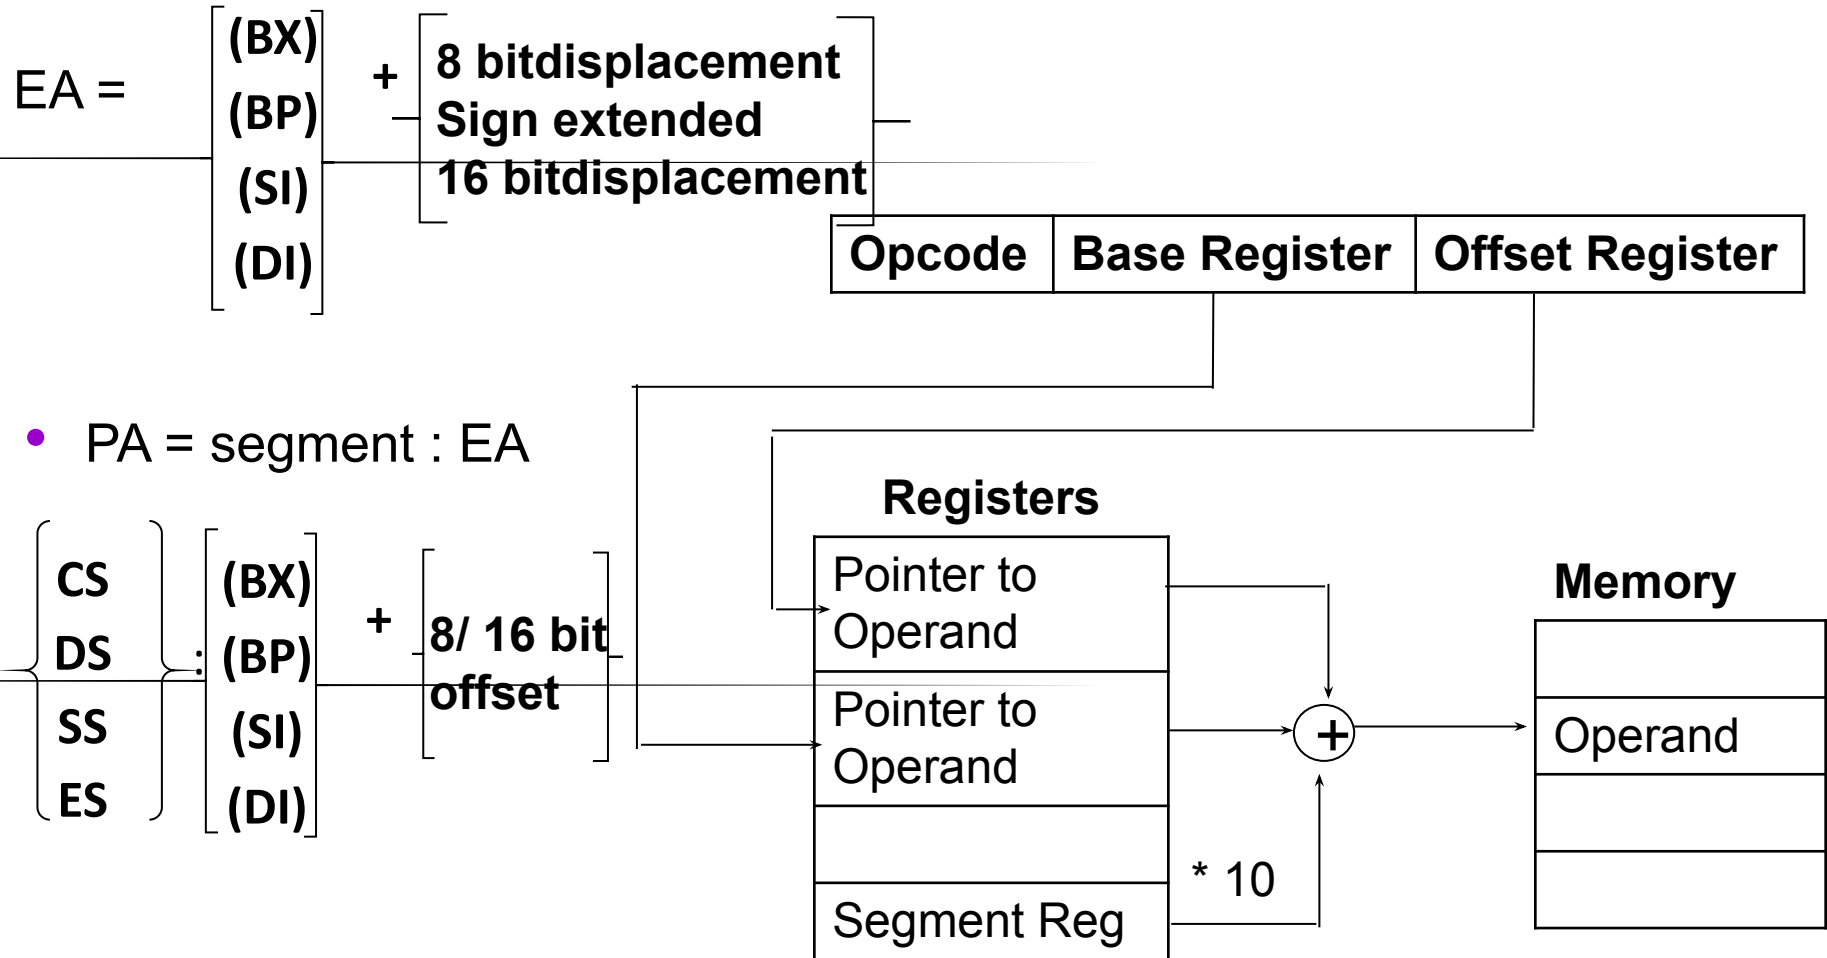 EA =
(BX)
(BP)
(SI)
(DI)
+
8 bitdisplacement
Sign extended
16 bitdisplacement
Opcode Base Register Offset Register
• PA = segment : EA
CS
DS
SS
ES
:
(BX)
(BP)
(SI)
(DI)
+
8/ 16 bit
offset
Registers
Pointer to
Operand
Pointer to
Operand
Segment Reg
* 10
+
Memory
Operand